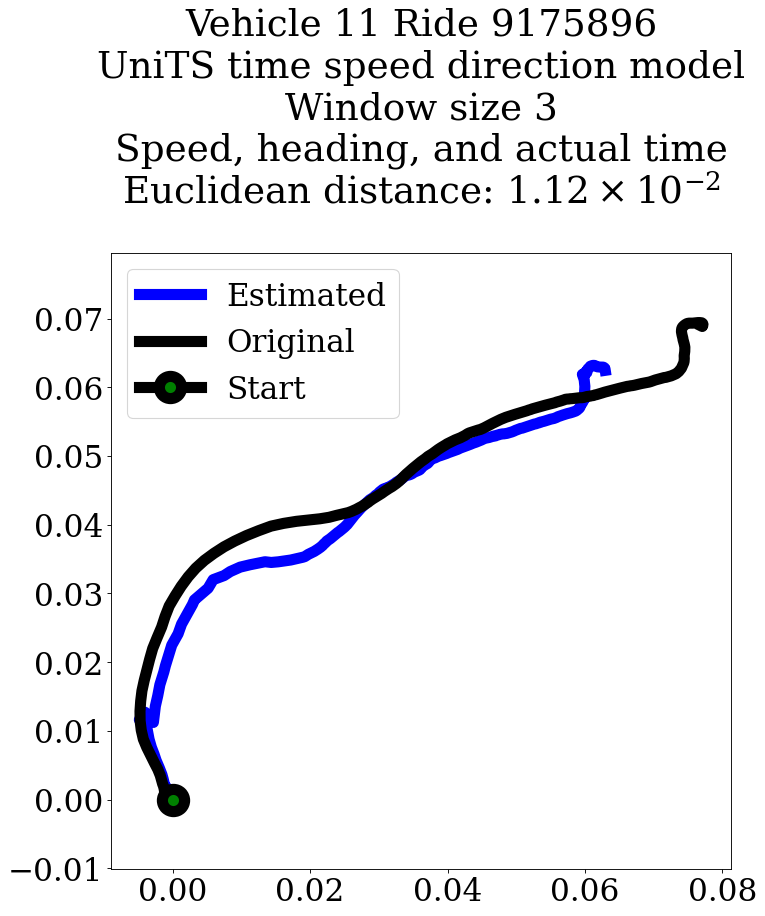 Vehicle 11 Ride 9175896
UniTS time speed direction model
Window size 3
Speed, heading, and actual time
Euclidean distance: 1.12 × 10⁻²
Estimated
Original
Start
0.07
0.06
0.05
0.04
0.03
0.02
0.01
0.00
−0.01
0.00 0.02 0.04 0.06 0.08